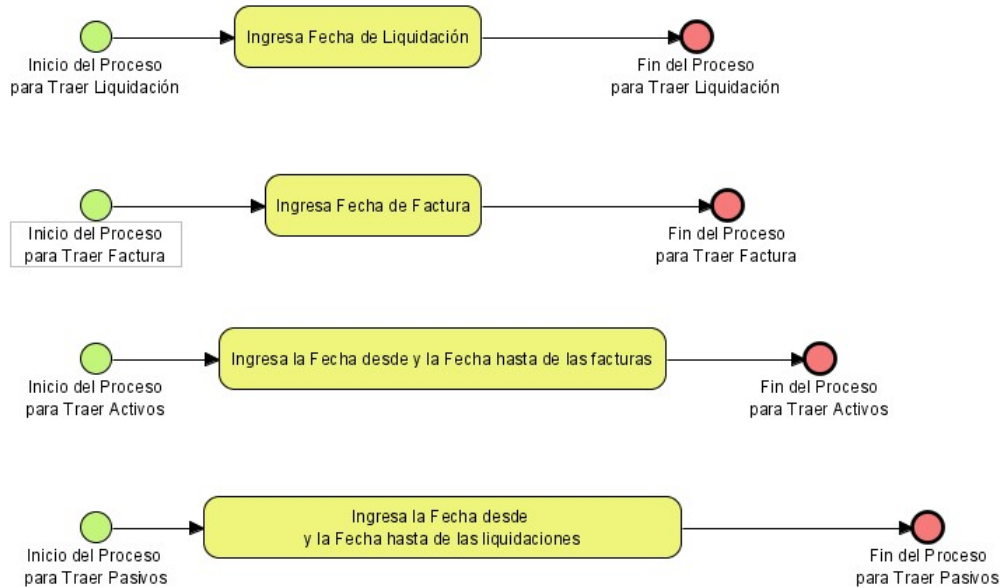 Ingresa Fecha de Liquidación
Inicio del Proceso
para Traer Liquidación
Fin del Proceso
para Traer Liquidación
Ingresa Fecha de Factura
Inicio del Proceso
para Traer Factura
Fin del Proceso
para Traer Factura
Ingresa la Fecha desde y la Fecha hasta de las facturas
Inicio del Proceso
para Traer Activos
Fin del Proceso
para Traer Activos
Ingresa la Fecha desde
y la Fecha hasta de las liquidaciones
Inicio del Proceso
para Traer Pasivos
Fin del Proceso
para Traer Pasivos